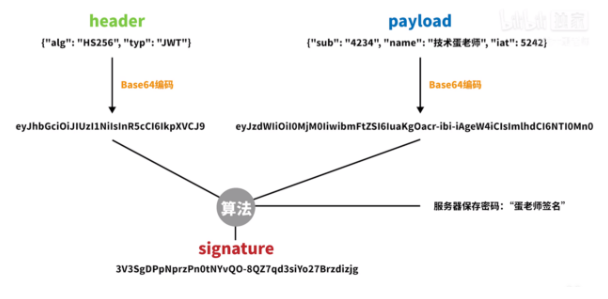 header
payload
{"alg": "HS256", "typ": "JWT"}
{"sub": "4234", "name": "技术蛋老师", "iat": 5242}
Base64编码
Base64编码
eyJhbGciOiJIUzI1NiIsInR5cCI6IkpXVCJ9
eyJzdWIiOiI0MjM0IiwibmFtZSI6IuaKgOacr-ibi-iAgeW4iCIsImlhdCI6NTI0Mn0
算法
服务器保存密码：“蛋老师签名”
signature
3V3SgDPpNprzPn0tNYvQO-8QZ7qd3siYo27Brzdizjg